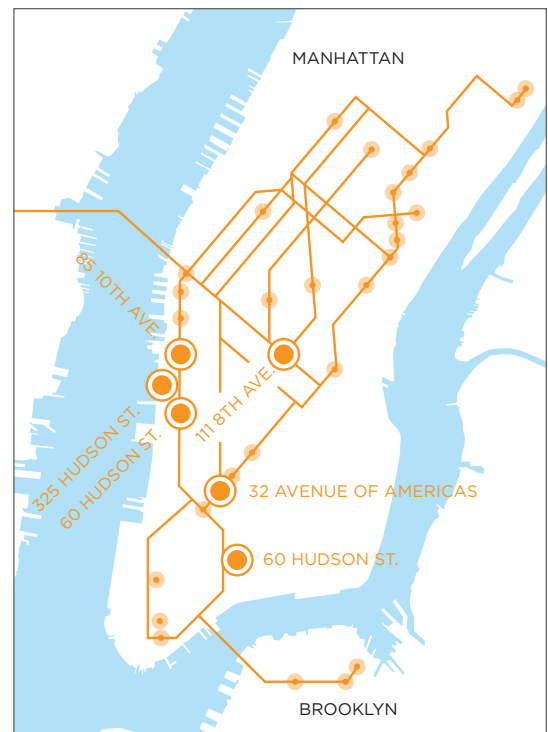 MANHATTAN
85 10TH AVE.
111 8TH AVE.
325 HUDSON ST.
60 HUDSON ST.
32 AVENUE OF AMERICAS
60 HUDSON ST.
BROOKLYN